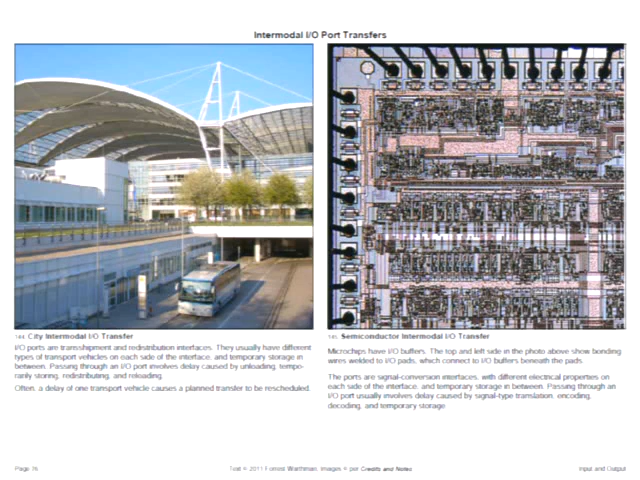 Intermodal I/O Port Transfers
144. City Intermodal I/O Transfer
I/O ports are transshipment and redistribution interfaces. They usually have different
types of transport vehicles on each side of the interface, and temporary storage in
between. Passing through an I/O port involves delay caused by unloading, tempo-
rarily storing, redistributing, and reloading.
Often, a delay of one transport vehicle causes a planned transfer to be rescheduled.
145. Semiconductor Intermodal I/O Transfer
Microchips have I/O buffers. The top and left side in the photo above show bonding
wires welded to I/O pads, which connect to I/O buffers beneath the pads.
The ports are signal-conversion interfaces, with different electrical properties on
each side of the interface, and temporary storage in between. Passing through an
I/O port usually involves delay caused by signal-type translation, encoding,
decoding, and temporary storage.
Page 76
Text © 2011 Forrest Warthman. Images © per Credits and Notes
Input and Output